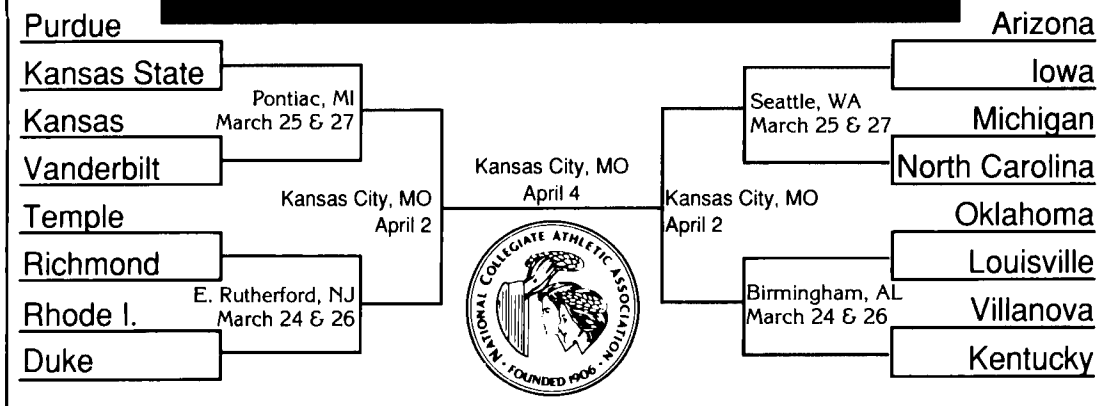 Purdue
Kansas State
Kansas
Vanderbilt
Temple
Richmond
Rhode I.
Duke
Pontiac, MI
March 25 & 27
E. Rutherford, NJ
March 24 & 26
Kansas City, MO
April 2
Kansas City, MO
April 4
NATIONAL COLLEGIATE ATHLETIC ASSOCIATION
FOUNDED 1906
Kansas City, MO
April 2
Seattle, WA
March 25 & 27
Birmingham, AL
March 24 & 26
Arizona
Iowa
Michigan
North Carolina
Oklahoma
Louisville
Villanova
Kentucky